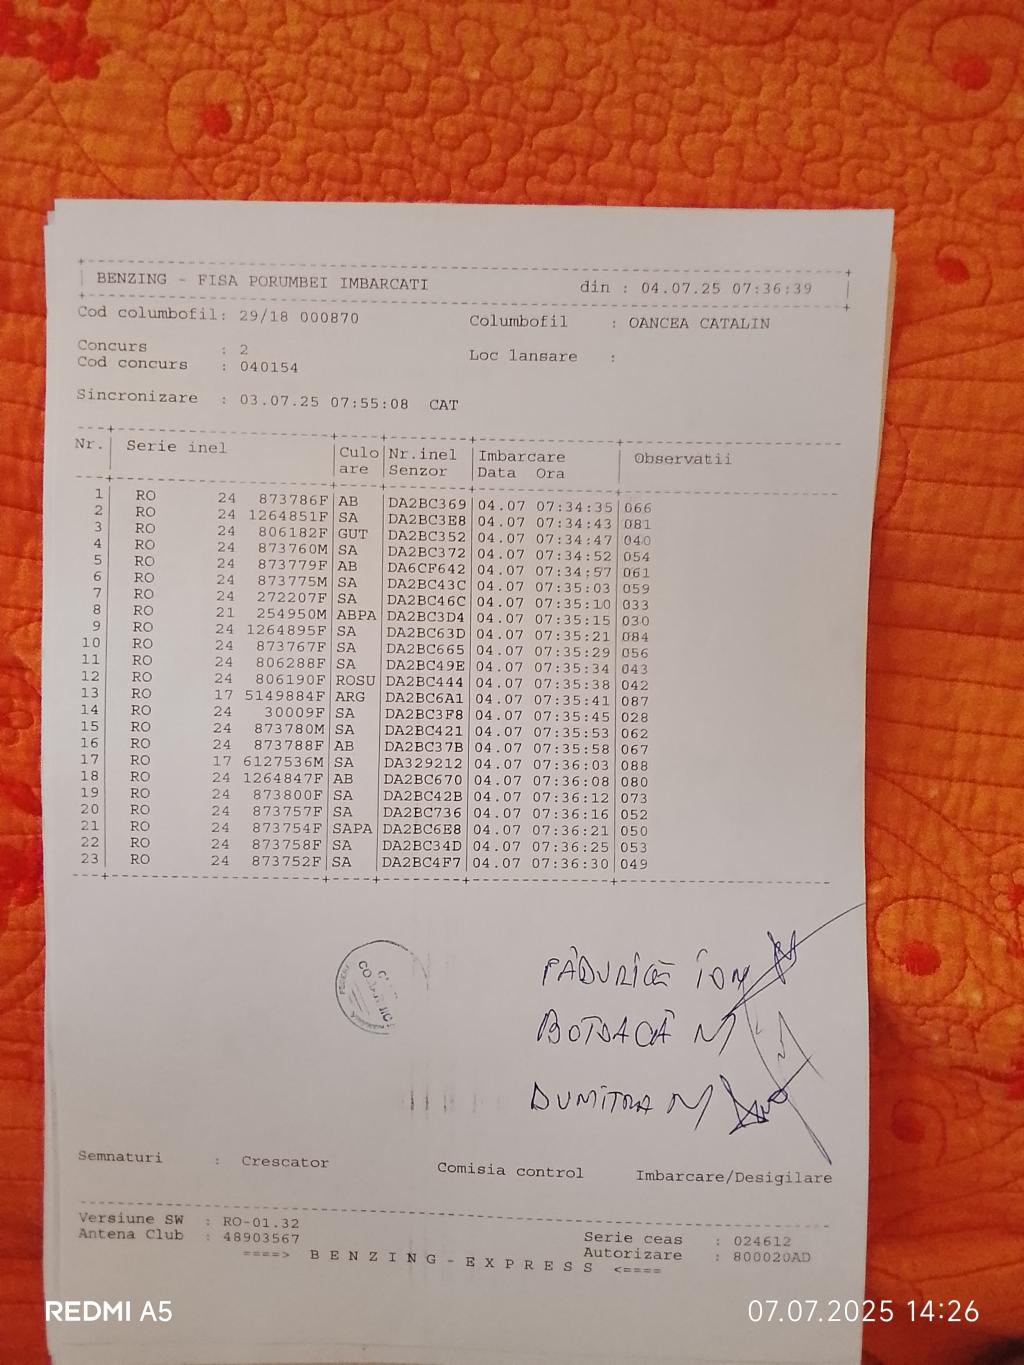 BENZING - FISA PORUMBEI IMBARCATI din : 04.07.25 07:36:39
Cod columbofil: 29/18 000870 Columbofil : OANCEA CATALIN
Concurs : 2 Loc lansare :
Cod concurs : 040154
Sincronizare : 03.07.25 07:55:08 CAT
Nr. Serie inel Culo Nr.inel Imbarcare Observatii
are Senzor Data Ora
1 RO 24 873786F AB DA2BC369 04.07 07:34:35 066
2 RO 24 1264851F SA DA2BC3E8 04.07 07:34:43 081
3 RO 24 806182F GUT DA2BC352 04.07 07:34:47 040
4 RO 24 873760M SA DA2BC372 04.07 07:34:52 054
5 RO 24 873779F AB DA6CF642 04.07 07:34:57 061
6 RO 24 873775M SA DA2BC43C 04.07 07:35:03 059
7 RO 24 272207F SA DA2BC46C 04.07 07:35:10 033
8 RO 21 254950M ABPA DA2BC3D4 04.07 07:35:15 030
9 RO 24 1264895F SA DA2BC63D 04.07 07:35:21 084
10 RO 24 873767F SA DA2BC665 04.07 07:35:29 056
11 RO 24 806288F SA DA2BC49E 04.07 07:35:34 043
12 RO 24 806190F ROSU DA2BC444 04.07 07:35:38 042
13 RO 17 5149884F ARG DA2BC6A1 04.07 07:35:41 087
14 RO 24 30009F SA DA2BC3F8 04.07 07:35:45 028
15 RO 24 873780M SA DA2BC421 04.07 07:35:53 062
16 RO 24 873788F AB DA2BC37B 04.07 07:35:58 067
17 RO 17 6127536M SA DA329212 04.07 07:36:03 088
18 RO 24 1264847F AB DA2BC670 04.07 07:36:08 080
19 RO 24 873800F SA DA2BC42B 04.07 07:36:12 073
20 RO 24 873757F SA DA2BC736 04.07 07:36:16 052
21 RO 24 873754F SAPA DA2BC6E8 04.07 07:36:21 050
22 RO 24 873758F SA DA2BC34D 04.07 07:36:25 053
23 RO 24 873752F SA DA2BC4F7 04.07 07:36:30 049
PĂDURICE ION
BOTOACĂ N
DUMITRA N
Semnaturi : Crescator Comisia control Imbarcare/Desigilare
Versiune SW : RO-01.32 Serie ceas : 024612
Antena Club : 48903567 Autorizare : 800020AD
====> B E N Z I N G - E X P R E S S <====
REDMI A5 07.07.2025 14:26